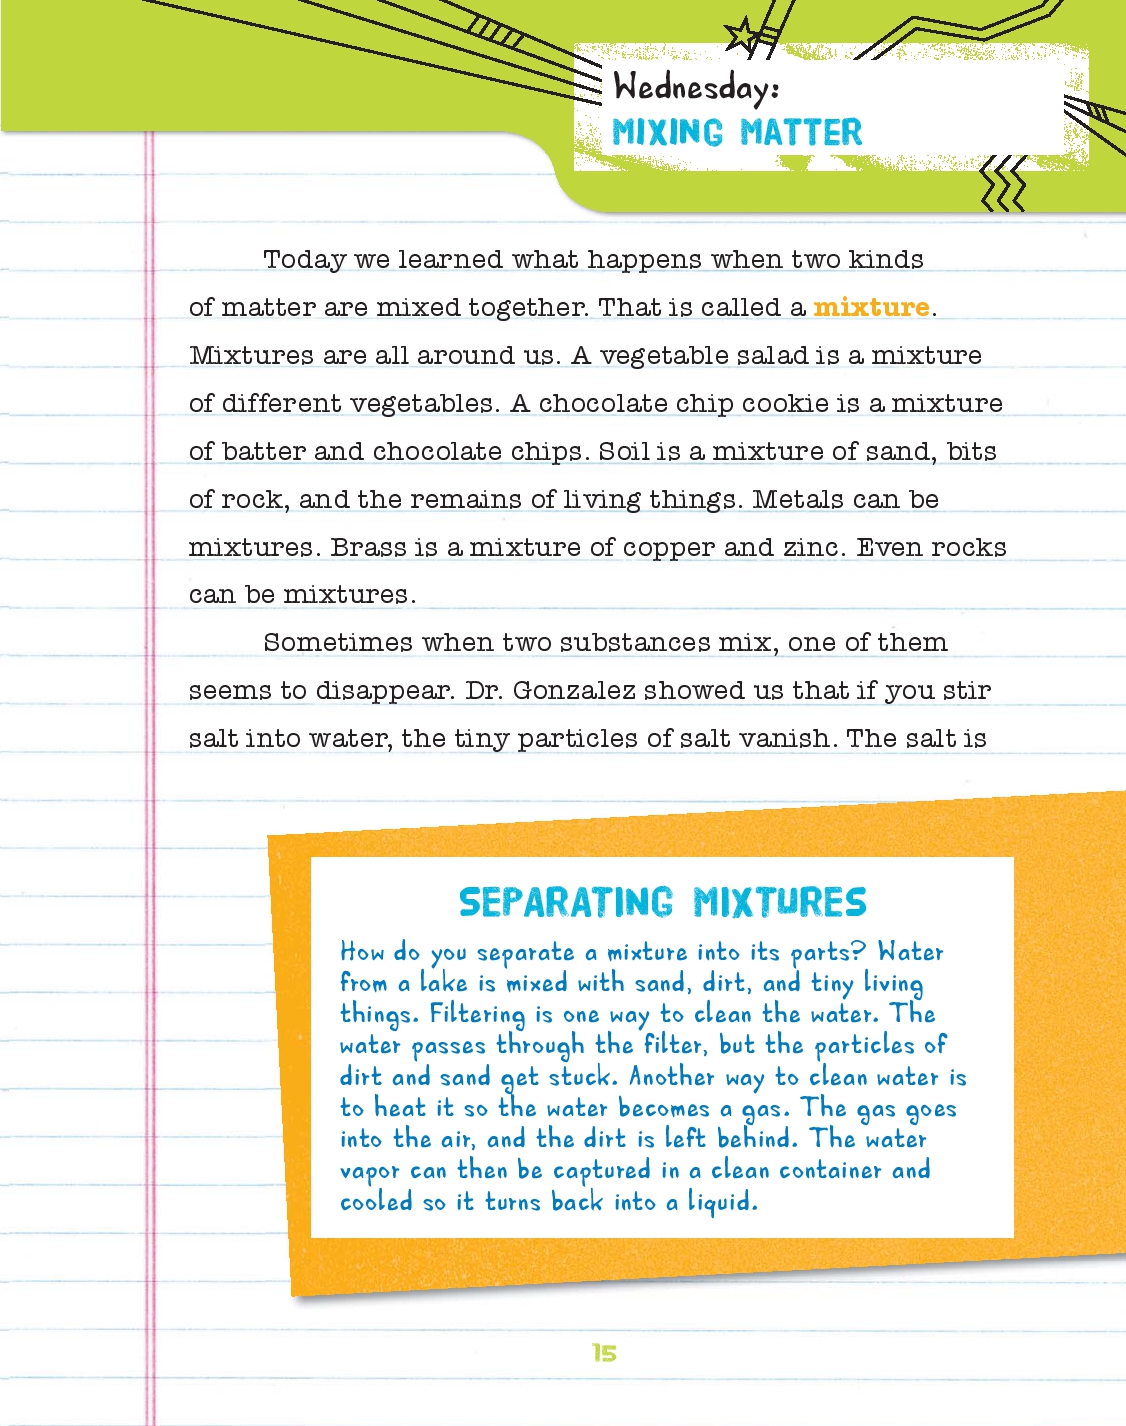 Wednesday:
MIXING MATTER
Today we learned what happens when two kinds
of matter are mixed together. That is called a mixture.
Mixtures are all around us. A vegetable salad is a mixture
of different vegetables. A chocolate chip cookie is a mixture
of batter and chocolate chips. Soil is a mixture of sand, bits
of rock, and the remains of living things. Metals can be
mixtures. Brass is a mixture of copper and zinc. Even rocks
can be mixtures.
Sometimes when two substances mix, one of them
seems to disappear. Dr. Gonzalez showed us that if you stir
salt into water, the tiny particles of salt vanish. The salt is
SEPARATING MIXTURES
How do you separate a mixture into its parts? Water
from a lake is mixed with sand, dirt, and tiny living
things. Filtering is one way to clean the water. The
water passes through the filter, but the particles of
dirt and sand get stuck. Another way to clean water is
to heat it so the water becomes a gas. The gas goes
into the air, and the dirt is left behind. The water
vapor can then be captured in a clean container and
cooled so it turns back into a liquid.
15